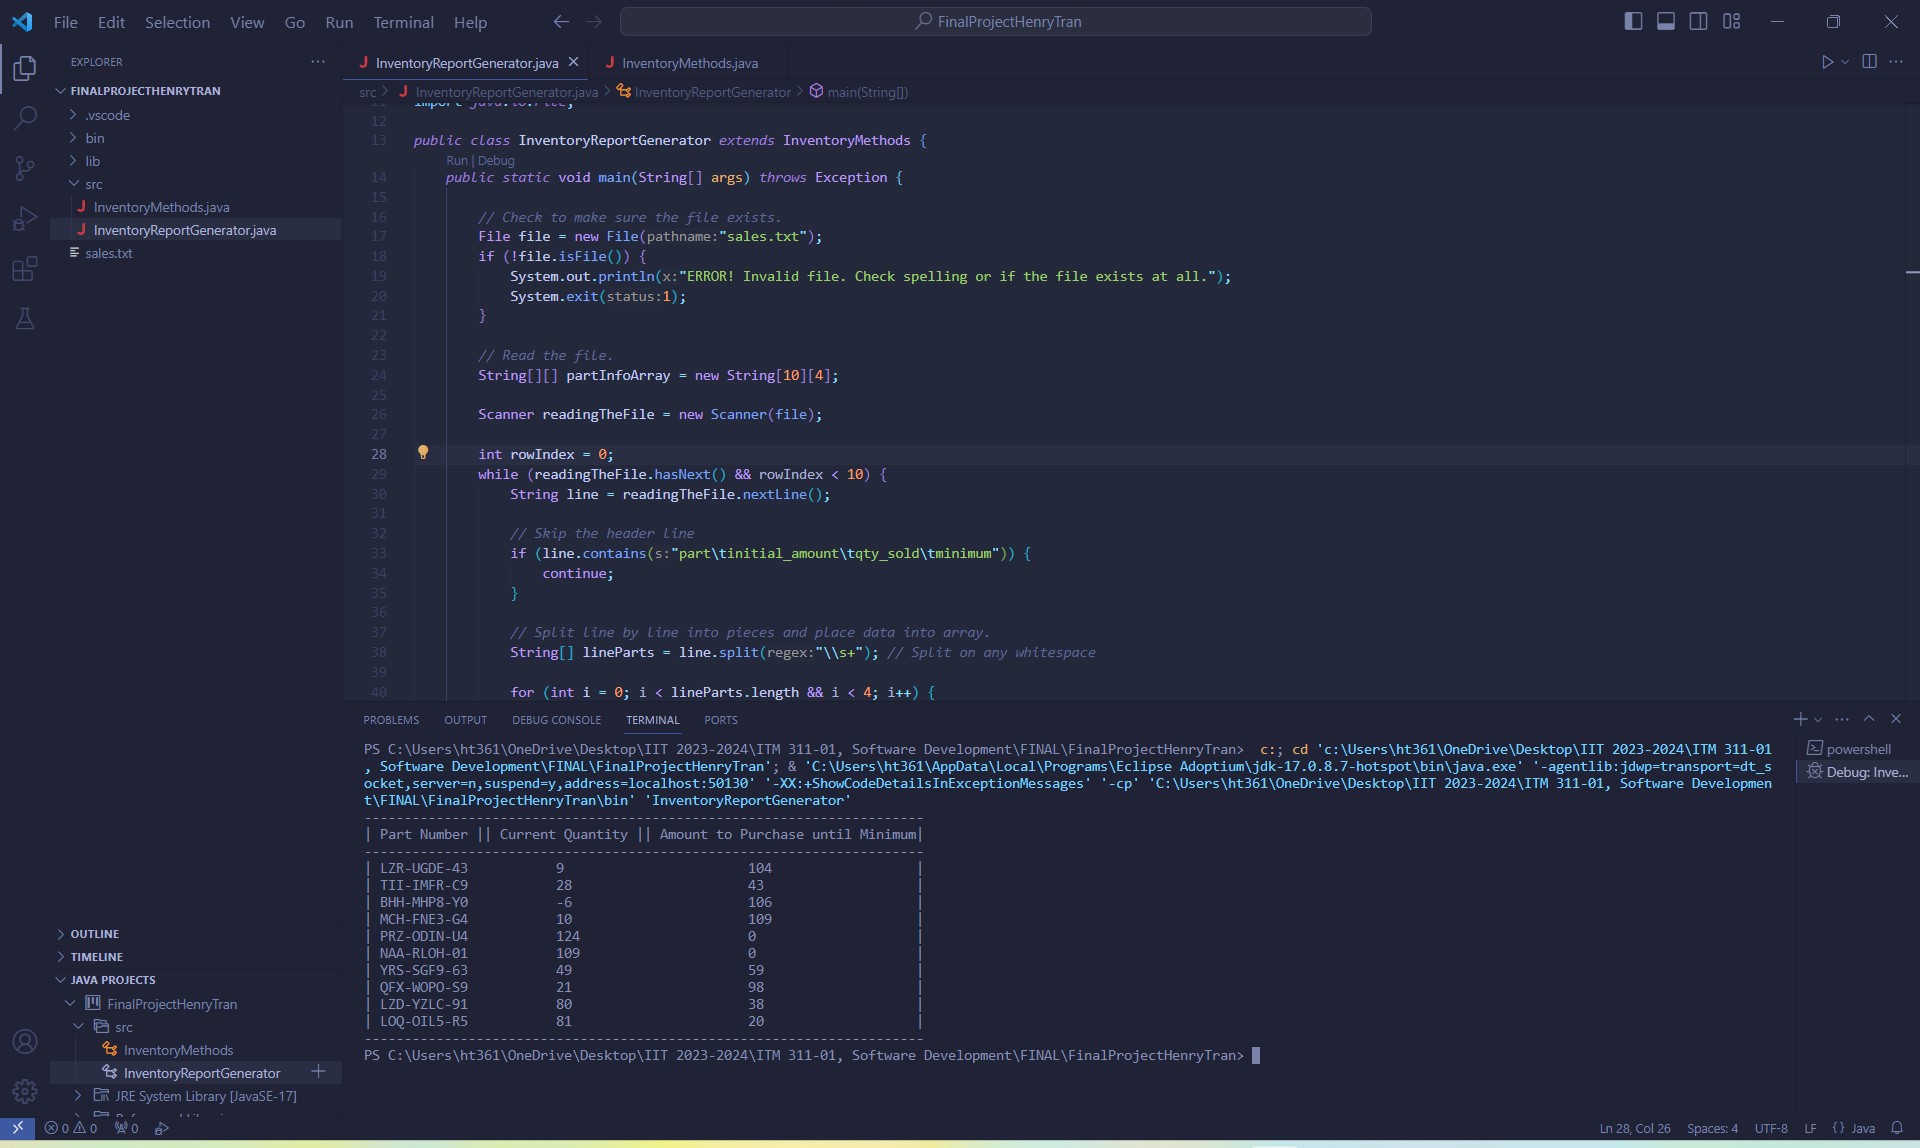 File Edit Selection View Go Run Terminal Help
FinalProjectHenryTran
EXPLORER
FINALPROJECTHENRYTRAN
.vscode
bin
lib
src
InventoryMethods.java
InventoryReportGenerator.java
sales.txt
OUTLINE
TIMELINE
JAVA PROJECTS
FinalProjectHenryTran
src
InventoryMethods
InventoryReportGenerator
JRE System Library [JavaSE-17]
InventoryReportGenerator.java
InventoryMethods.java
src > InventoryReportGenerator.java > InventoryReportGenerator > main(String[])
11 import java.io.File;
12
13 public class InventoryReportGenerator extends InventoryMethods {
Run | Debug
14 public static void main(String[] args) throws Exception {
15
16 // Check to make sure the file exists.
17 File file = new File(pathname:"sales.txt");
18 if (!file.isFile()) {
19 System.out.println(x:"ERROR! Invalid file. Check spelling or if the file exists at all.");
20 System.exit(status:1);
21 }
22
23 // Read the file.
24 String[][] partInfoArray = new String[10][4];
25
26 Scanner readingTheFile = new Scanner(file);
27
28 int rowIndex = 0;
29 while (readingTheFile.hasNext() && rowIndex < 10) {
30 String line = readingTheFile.nextLine();
31
32 // Skip the header line
33 if (line.contains(s:"part\tinitial_amount\tqty_sold\tminimum")) {
34 continue;
35 }
36
37 // Split line by line into pieces and place data into array.
38 String[] lineParts = line.split(regex:"\\s+"); // Split on any whitespace
39
40 for (int i = 0; i < lineParts.length && i < 4; i++) {
PROBLEMS OUTPUT DEBUG CONSOLE TERMINAL PORTS
powershell
Debug: Inve...
PS C:\Users\ht361\OneDrive\Desktop\IIT 2023-2024\ITM 311-01, Software Development\FINAL\FinalProjectHenryTran> c:; cd 'c:\Users\ht361\OneDrive\Desktop\IIT 2023-2024\ITM 311-01
, Software Development\FINAL\FinalProjectHenryTran'; & 'C:\Users\ht361\AppData\Local\Programs\Eclipse Adoptium\jdk-17.0.8.7-hotspot\bin\java.exe' '-agentlib:jdwp=transport=dt_s
ocket,server=n,suspend=y,address=localhost:50130' '-XX:+ShowCodeDetailsInExceptionMessages' '-cp' 'C:\Users\ht361\OneDrive\Desktop\IIT 2023-2024\ITM 311-01, Software Developmen
t\FINAL\FinalProjectHenryTran\bin' 'InventoryReportGenerator'
----------------------------------------------------------------------
| Part Number || Current Quantity || Amount to Purchase until Minimum|
----------------------------------------------------------------------
| LZR-UGDE-43 9 104 |
| TII-IMFR-C9 28 43 |
| BHH-MHP8-Y0 -6 106 |
| MCH-FNE3-G4 10 109 |
| PRZ-ODIN-U4 124 0 |
| NAA-RLOH-01 109 0 |
| YRS-SGF9-63 49 59 |
| QFX-WOPO-S9 21 98 |
| LZD-YZLC-91 80 38 |
| LOQ-OIL5-R5 81 20 |
----------------------------------------------------------------------
PS C:\Users\ht361\OneDrive\Desktop\IIT 2023-2024\ITM 311-01, Software Development\FINAL\FinalProjectHenryTran>
0 0 0
Ln 28, Col 26 Spaces: 4 UTF-8 LF {} Java